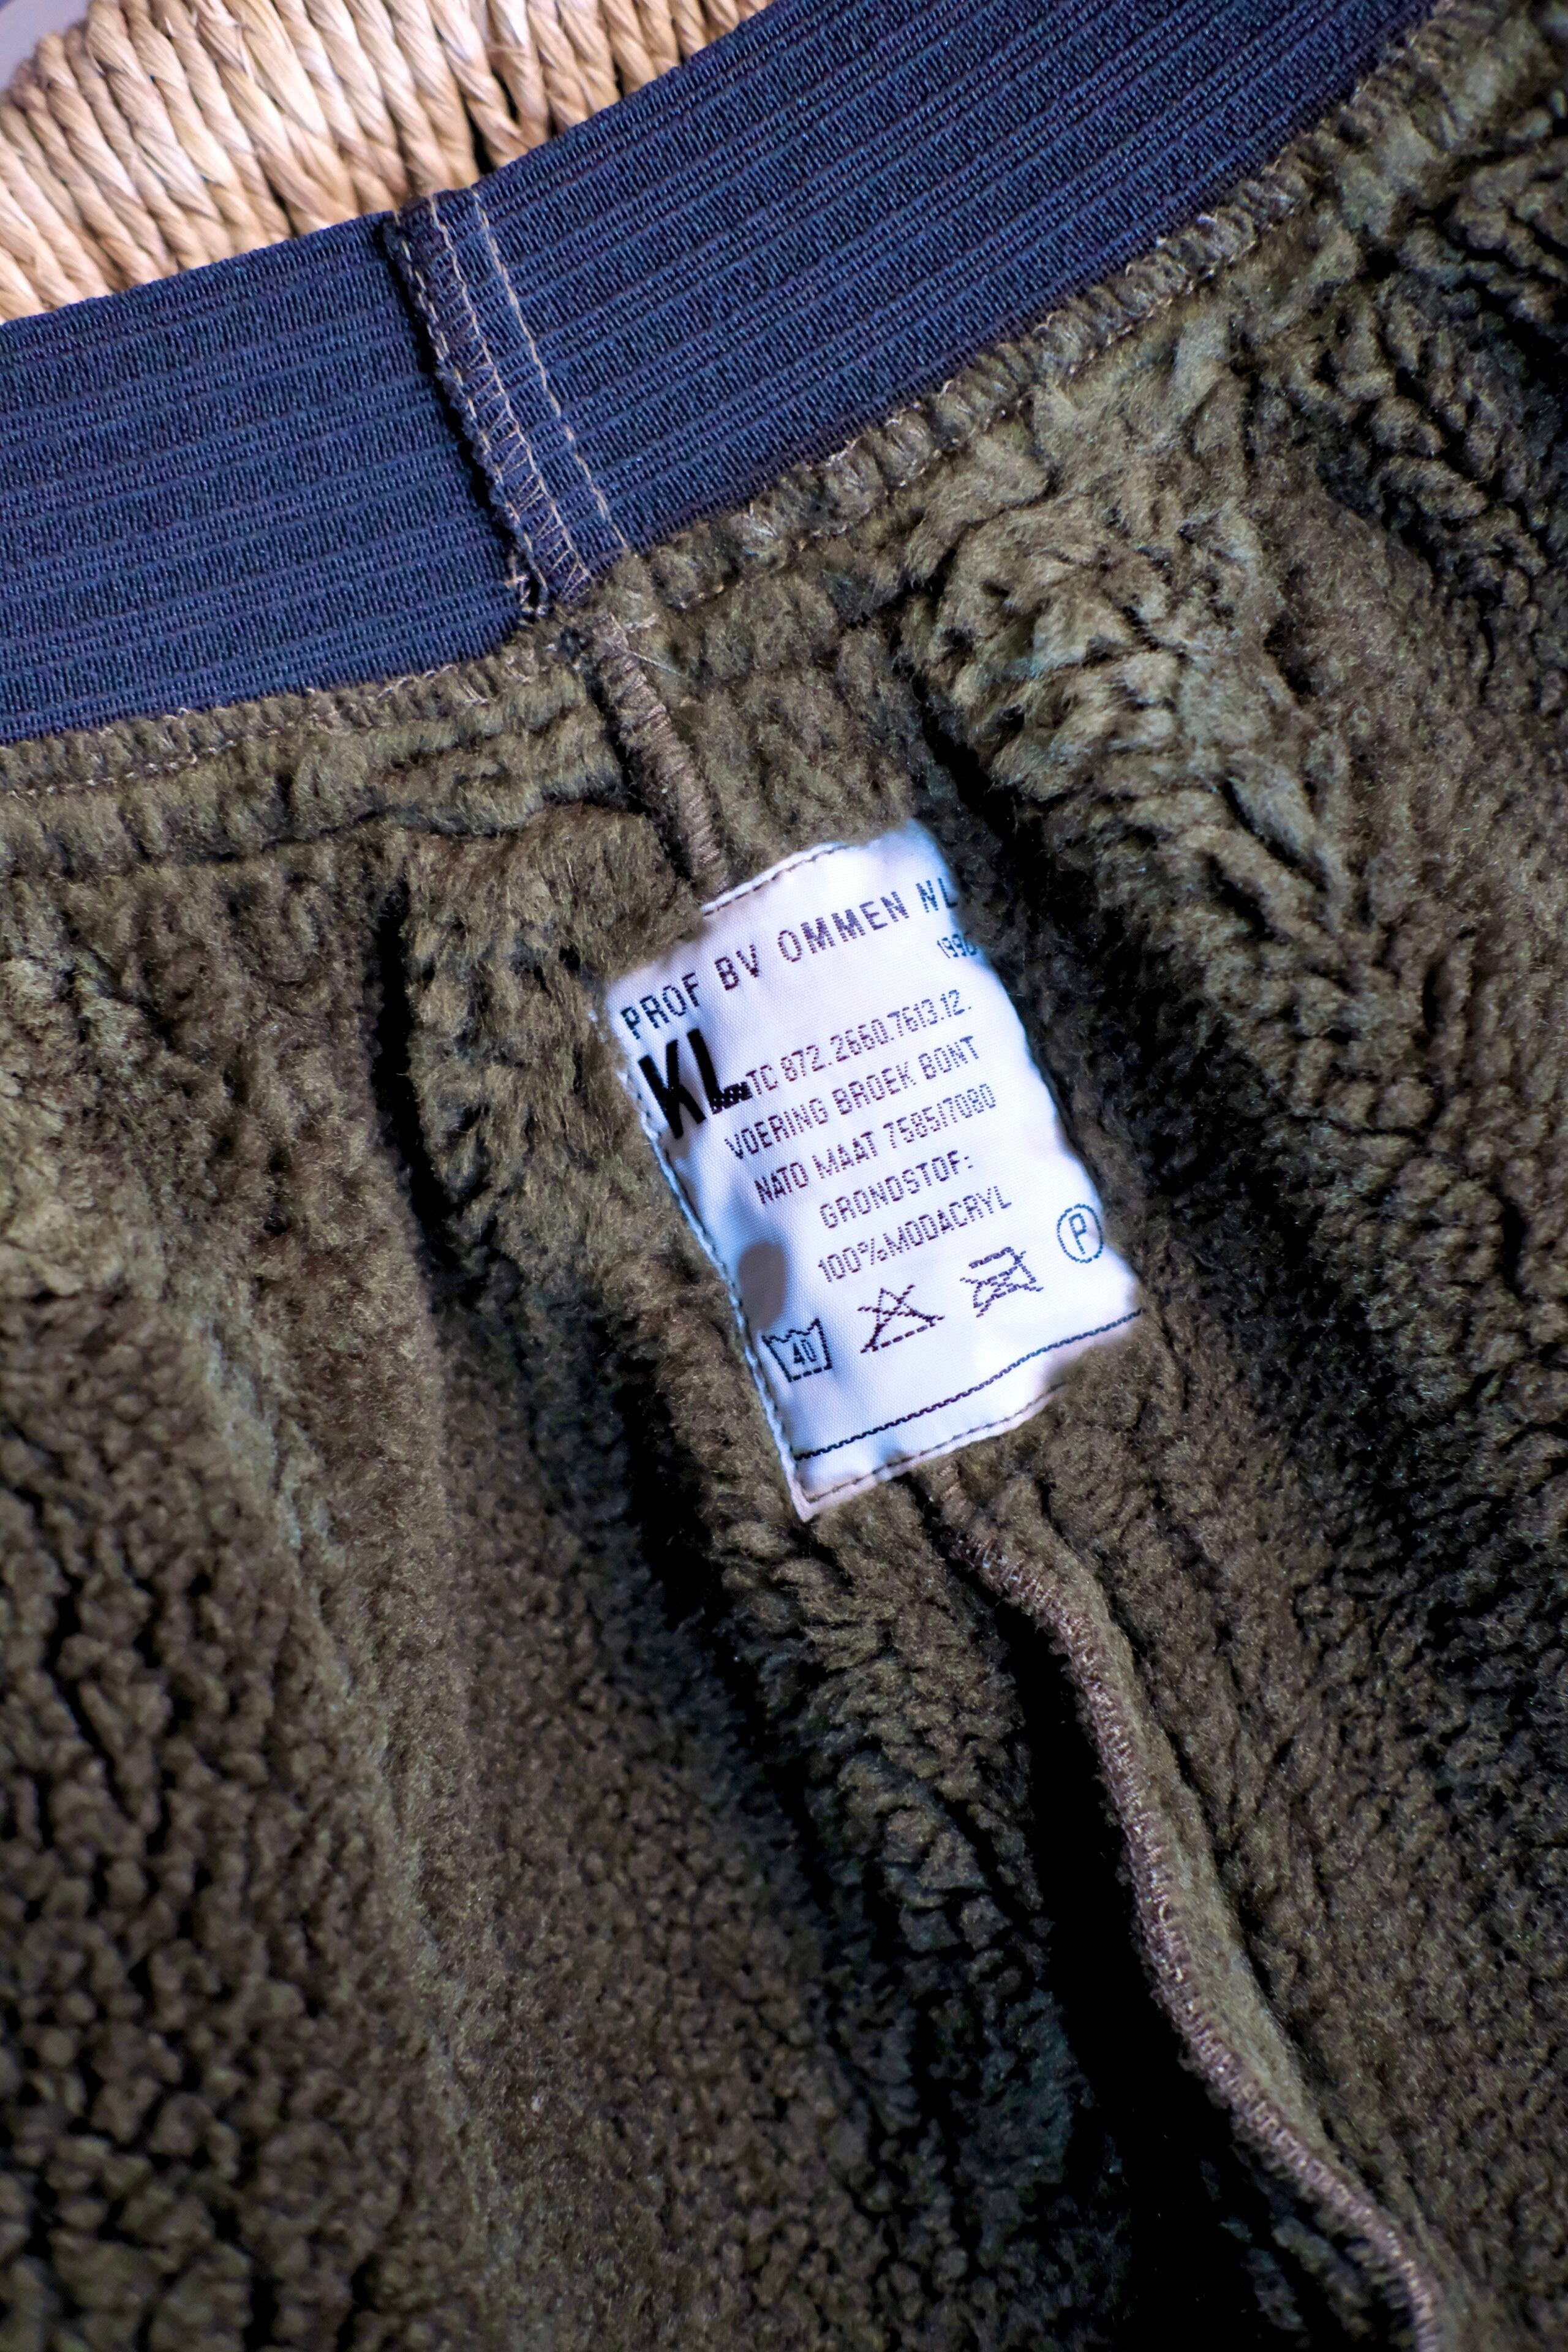 PROF BV OMMEN NL
1990
KL TC 872.2660.7613.12.
VOERING BROEK BONT
NATO MAAT 7585/7080
GRONDSTOF:
100%MODACRYL
P
40